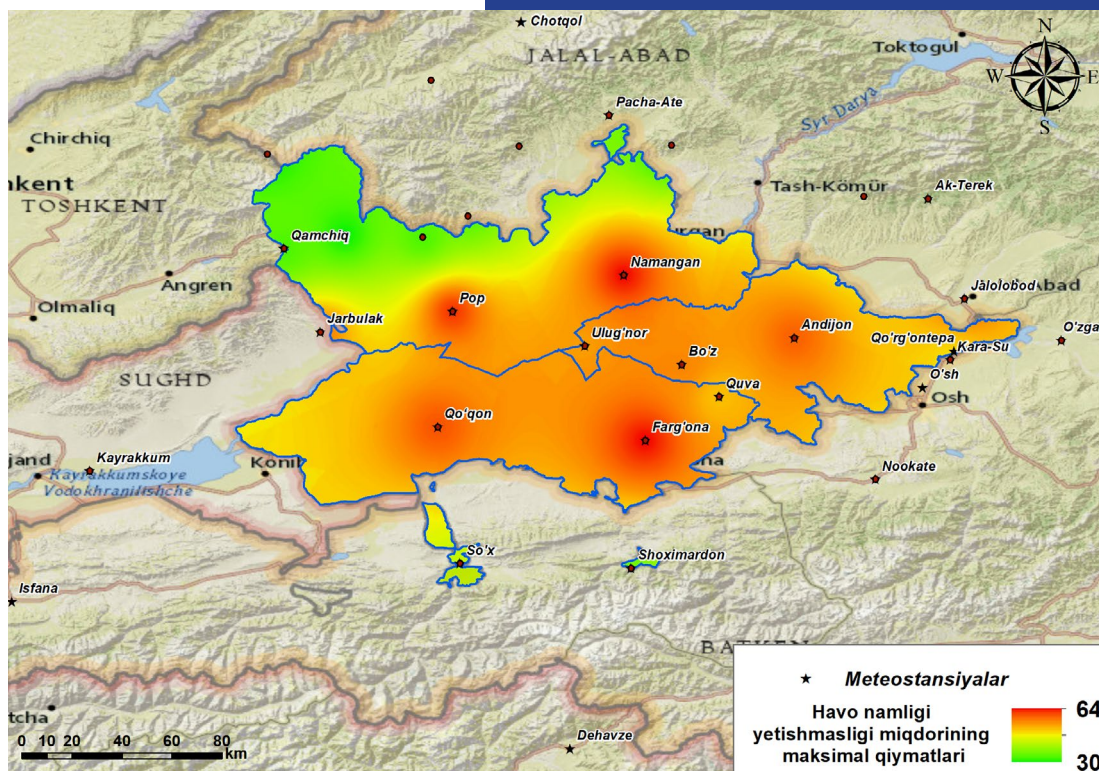 Chotqol
JALAL-ABAD
Toktogul
N
W E
S
Pacha-Ate
Syr Darya
Chirchiq
Tash-Kömür
Ak-Terek
TOSHKENT
Qamchiq
Namangan
Angren
Jalolobod
Olmaliq
Pop
Jarbulak
Ulug'nor
Andijon
Qo'rg'ontepa
Kara-Su
Bo'z
O'sh
SUGHD
Quva
Osh
Qo'qon
Farg'ona
Kayrakkum
Kayrakkumskoye
Vodokhranilishche
Nookate
So'x
Shoximardon
Isfana
BATKEN
Dehavze
0 10 20 40 60 80
km
Meteostansiyalar
Havo namligi
yetishmasligi miqdorining
maksimal qiymatlari
64
30